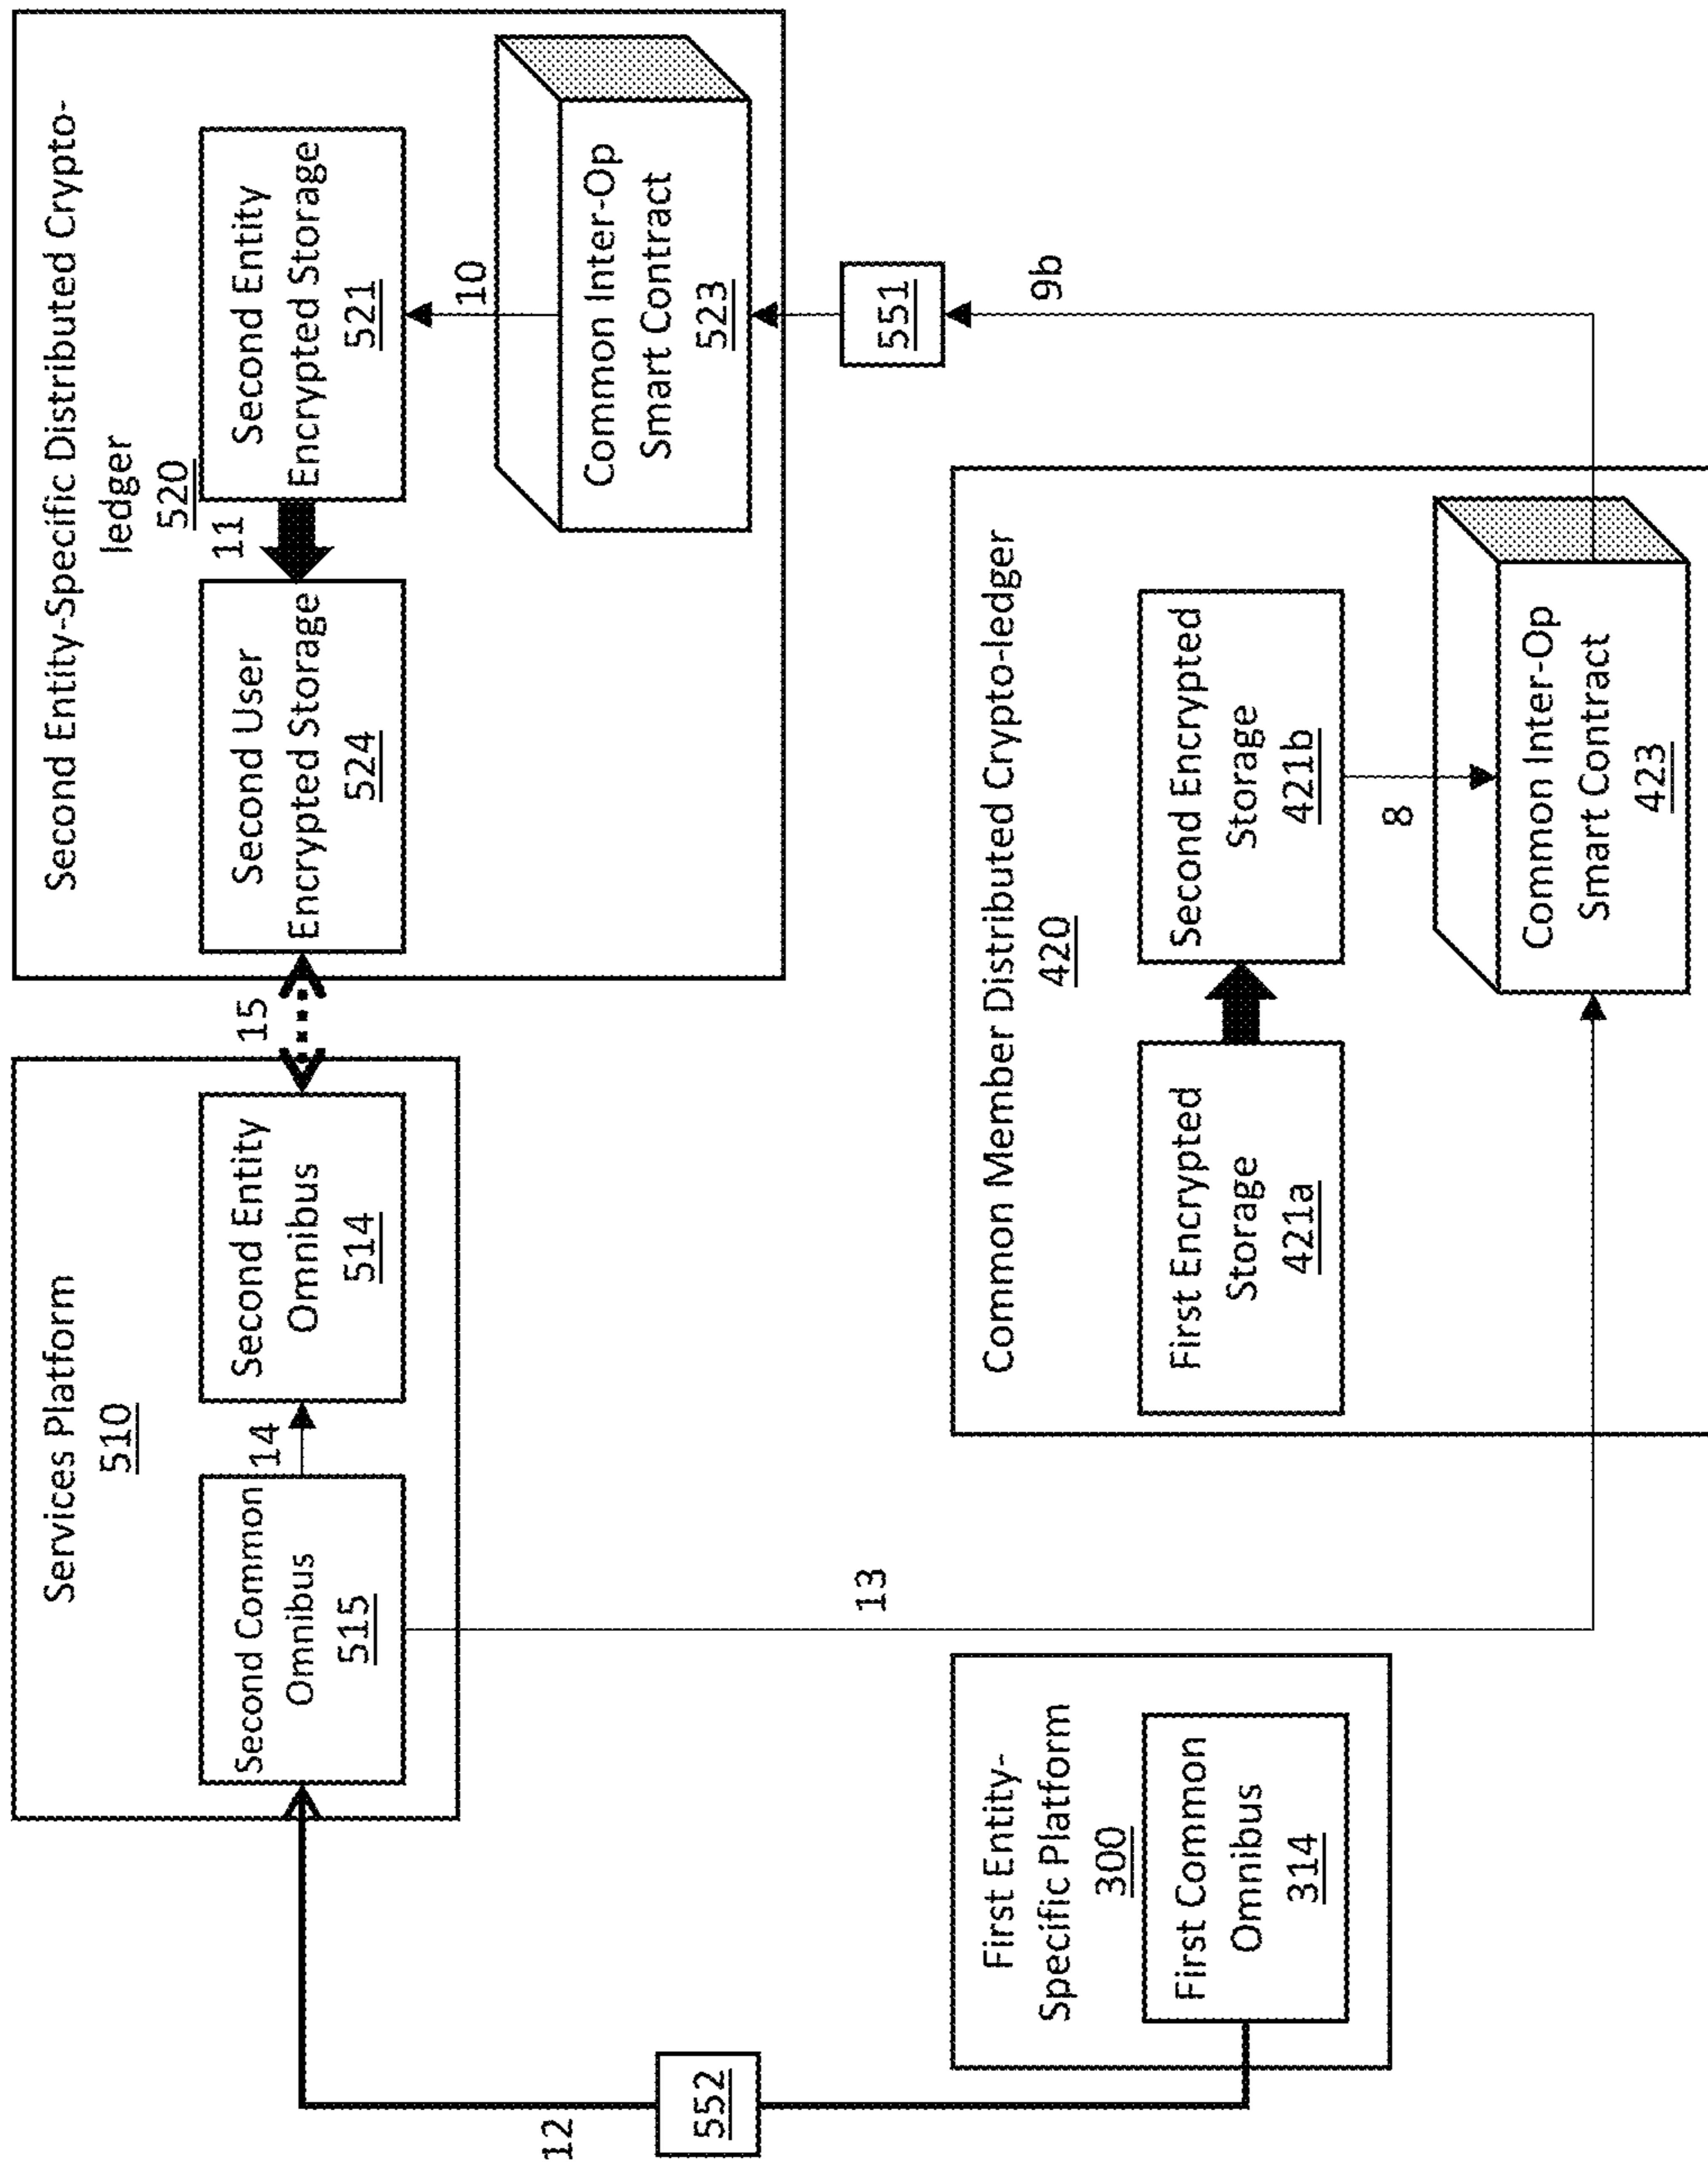 Services Platform
510
Second Common
Omnibus
515
14
Second Entity
Omnibus
514
15
Second Entity-Specific Distributed Crypto-
ledger
520
Second User
Encrypted Storage
524
11
Second Entity
Encrypted Storage
521
10
Common Inter-Op
Smart Contract
523
12
552
13
551
9b
First Entity-
Specific Platform
300
First Common
Omnibus
314
Common Member Distributed Crypto-ledger
420
First Encrypted
Storage
421a
Second Encrypted
Storage
421b
8
Common Inter-Op
Smart Contract
423